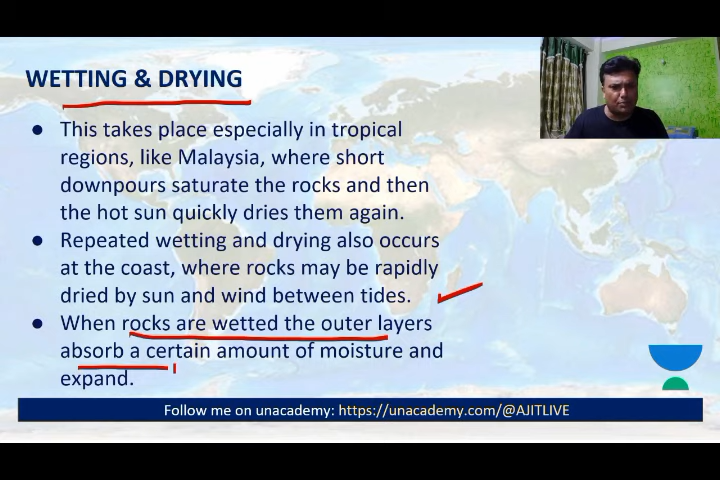 WETTING & DRYING
● This takes place especially in tropical
regions, like Malaysia, where short
downpours saturate the rocks and then
the hot sun quickly dries them again.
● Repeated wetting and drying also occurs
at the coast, where rocks may be rapidly
dried by sun and wind between tides.
● When rocks are wetted the outer layers
absorb a certain amount of moisture and
expand.
Follow me on unacademy: https://unacademy.com/@AJITLIVE